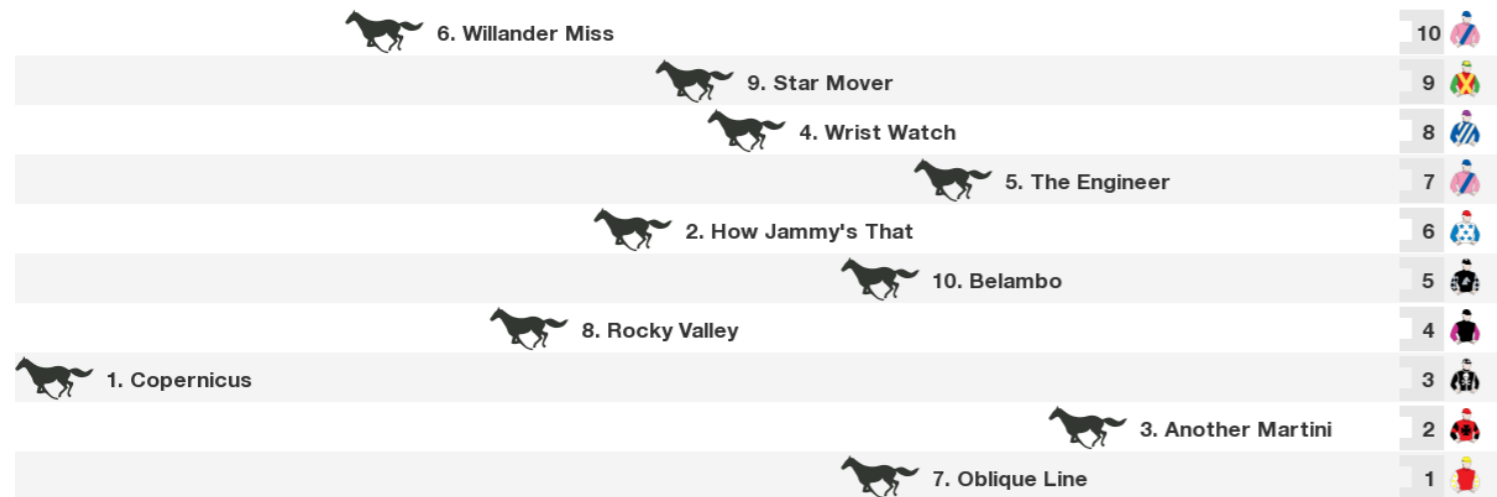 6. Willander Miss 10
9. Star Mover 9
4. Wrist Watch 8
5. The Engineer 7
2. How Jammy's That 6
10. Belambo 5
8. Rocky Valley 4
1. Copernicus 3
3. Another Martini 2
7. Oblique Line 1